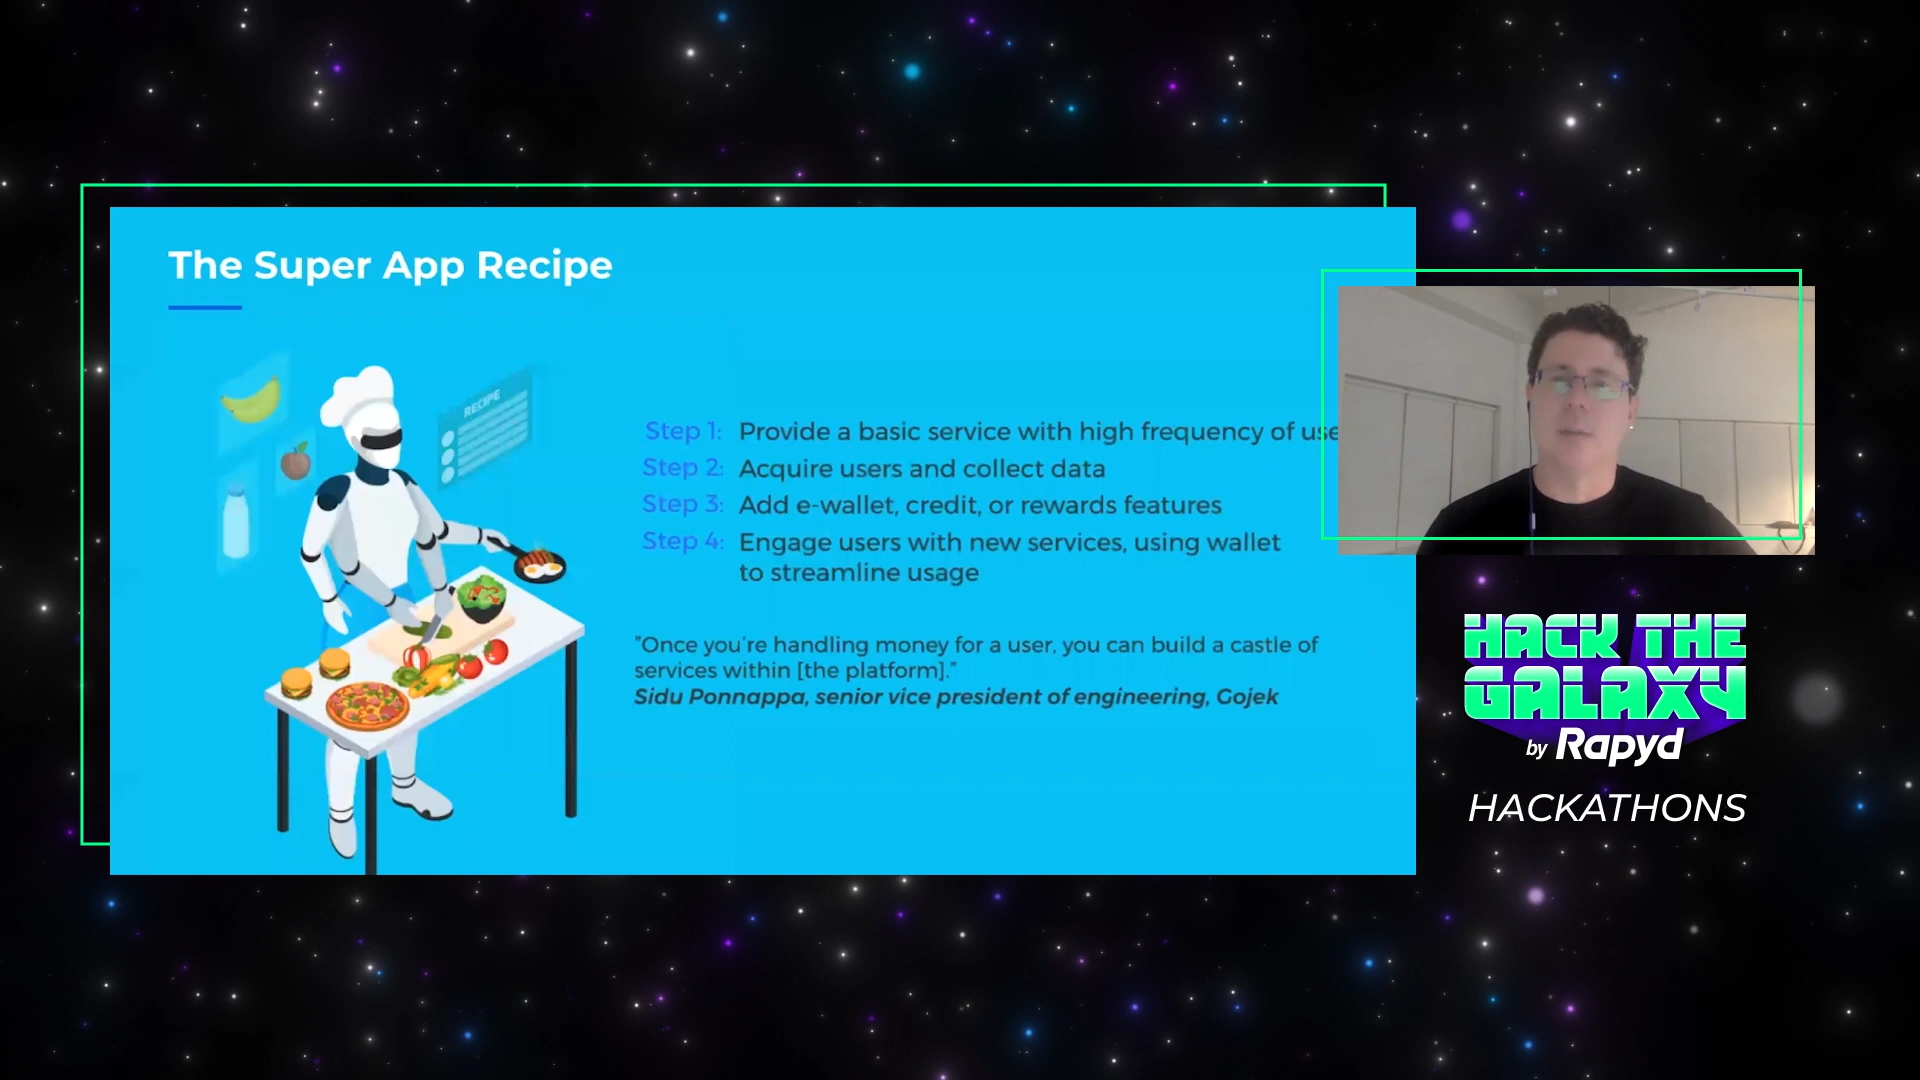 The Super App Recipe
RECIPE
Step 1: Provide a basic service with high frequency of use
Step 2: Acquire users and collect data
Step 3: Add e-wallet, credit, or rewards features
Step 4: Engage users with new services, using wallet
to streamline usage
"Once you're handling money for a user, you can build a castle of
services within [the platform]."
Sidu Ponnappa, senior vice president of engineering, Gojek
HACK THE
GALAXY
by Rapyd
HACKATHONS